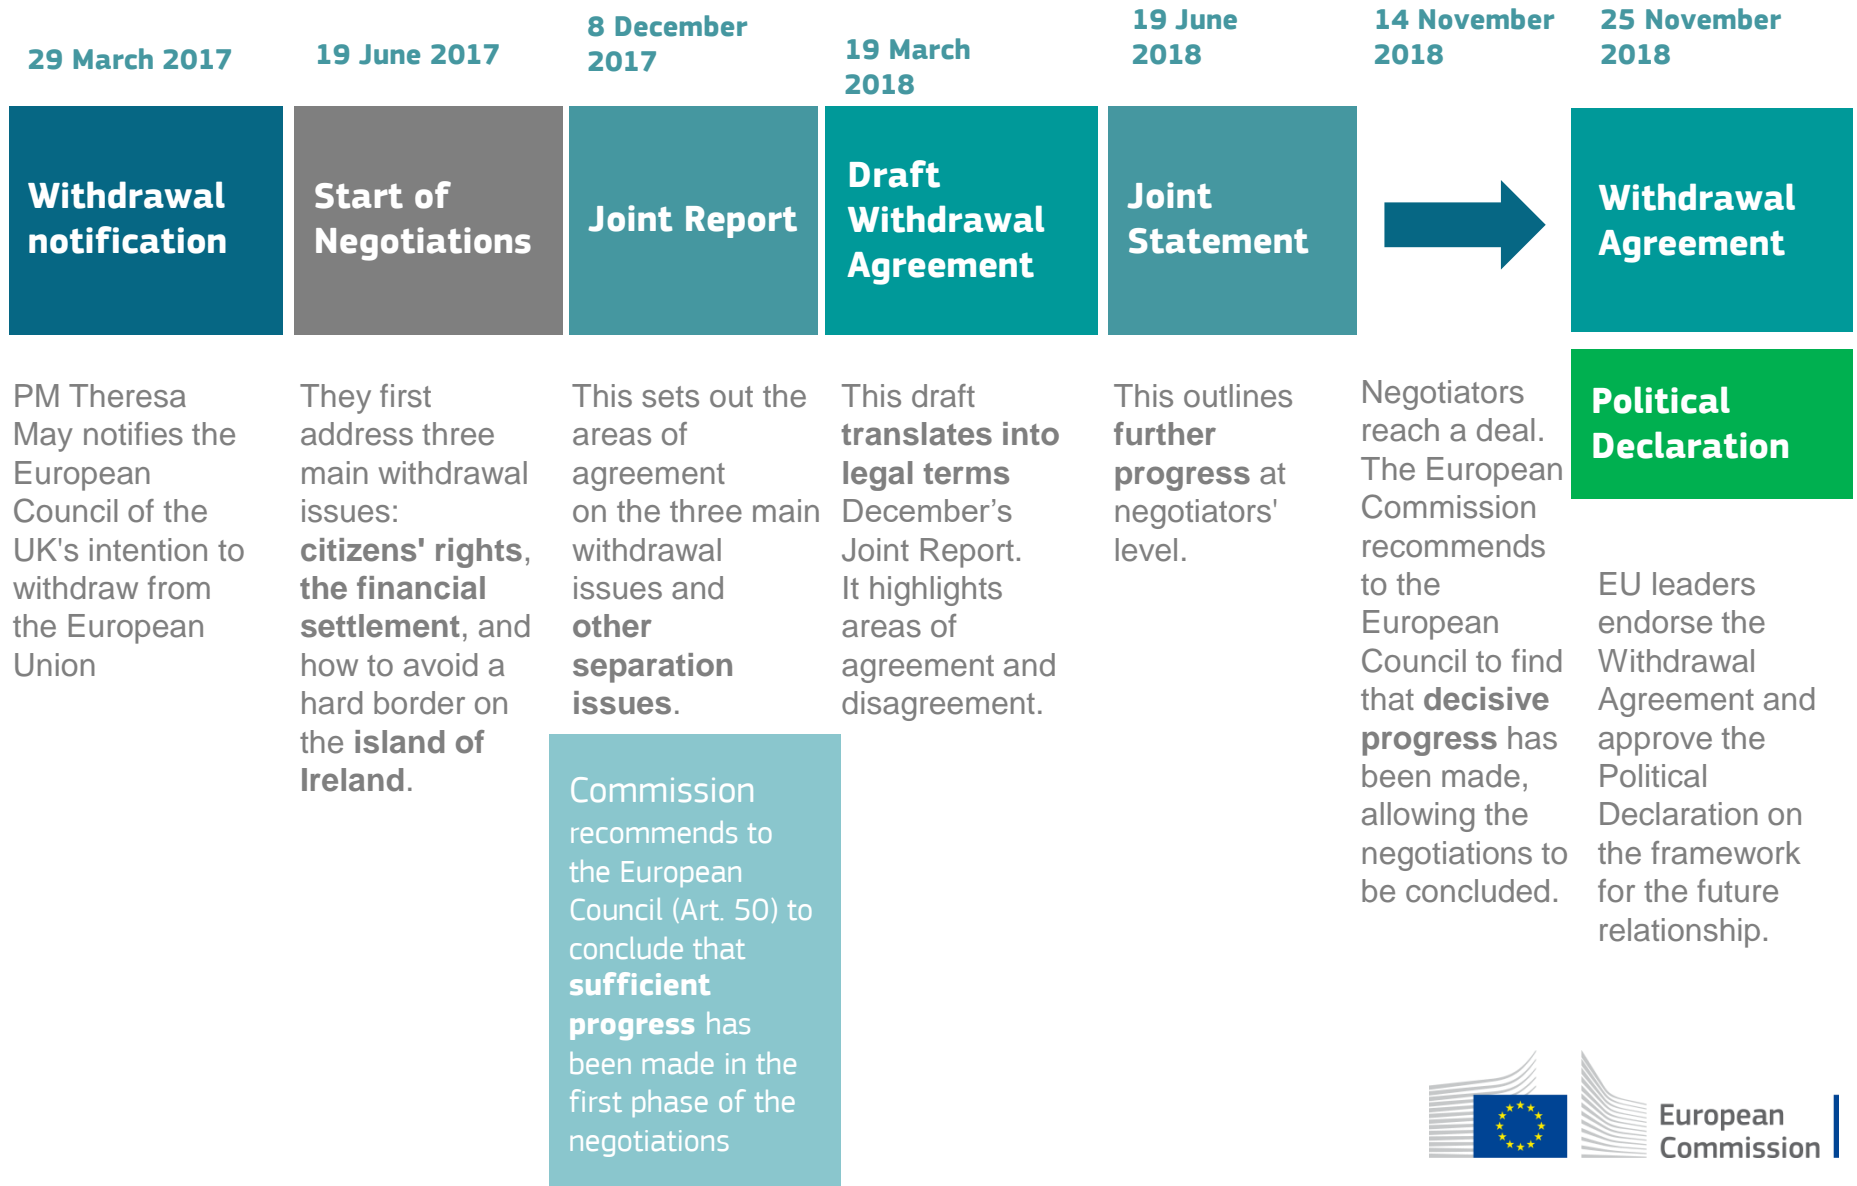 29 March 2017
19 June 2017
8 December
2017
19 March
2018
19 June
2018
14 November
2018
25 November
2018
Withdrawal
notification
Start of
Negotiations
Joint Report
Draft
Withdrawal
Agreement
Joint
Statement
Withdrawal
Agreement
Political
Declaration
PM Theresa
May notifies the
European
Council of the
UK's intention to
withdraw from
the European
Union
They first
address three
main withdrawal
issues:
citizens' rights,
the financial
settlement, and
how to avoid a
hard border on
the island of
Ireland.
This sets out the
areas of
agreement
on the three main
withdrawal
issues and
other
separation
issues.
Commission
recommends to
the European
Council (Art. 50) to
conclude that
sufficient
progress has
been made in the
first phase of the
negotiations
This draft
translates into
legal terms
December’s
Joint Report.
It highlights
areas of
agreement and
disagreement.
This outlines
further
progress at
negotiators'
level.
Negotiators
reach a deal.
The European
Commission
recommends
to the
European
Council to find
that decisive
progress has
been made,
allowing the
negotiations to
be concluded.
EU leaders
endorse the
Withdrawal
Agreement and
approve the
Political
Declaration on
the framework
for the future
relationship.
European
Commission